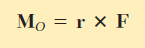 M_O = r × F